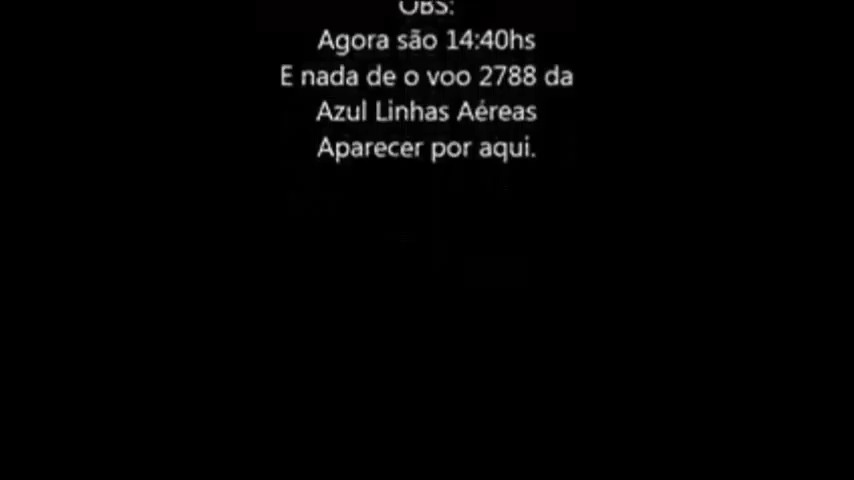 OBS:
Agora são 14:40hs
E nada de o voo 2788 da
Azul Linhas Aéreas
Aparecer por aqui.